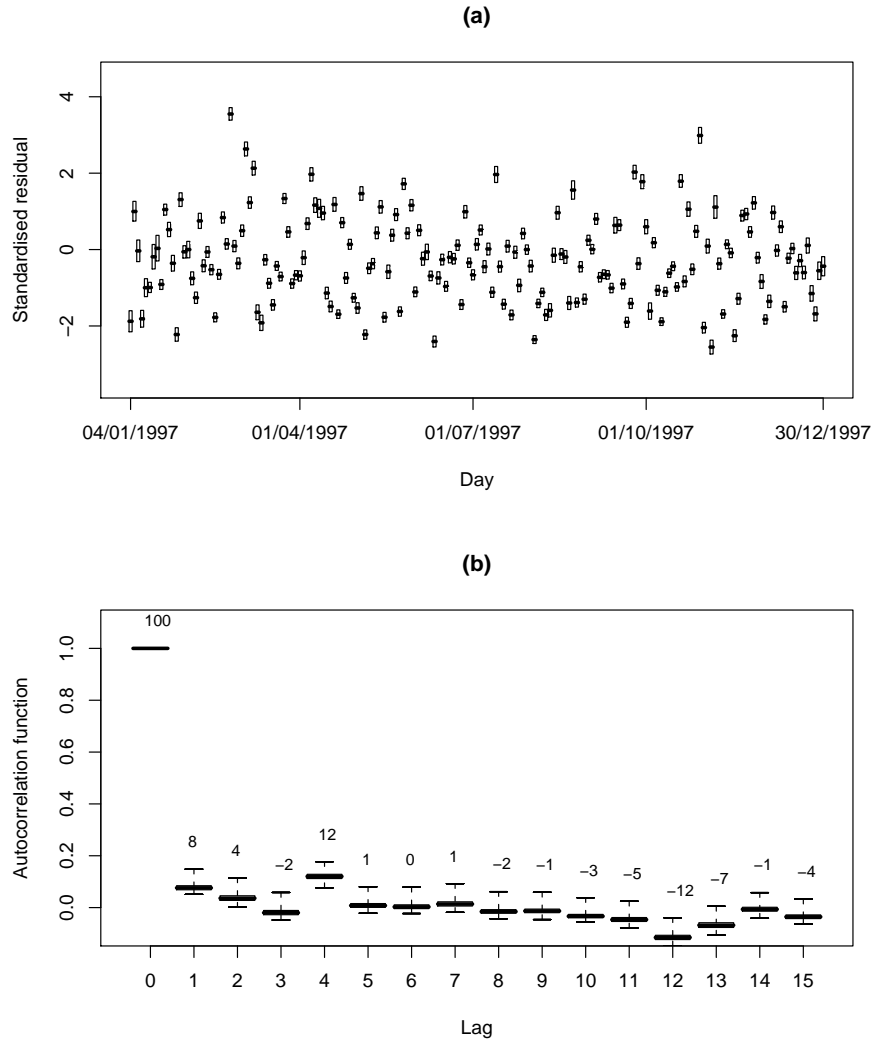 (a)
Standardised residual
4
2
0
−2
04/01/1997 01/04/1997 01/07/1997 01/10/1997 30/12/1997
Day
(b)
Autocorrelation function
1.0
0.8
0.6
0.4
0.2
0.0
100
8 4 −2 12 1 0 1 −2 −1 −3 −5 −12 −7 −1 −4
0 1 2 3 4 5 6 7 8 9 10 11 12 13 14 15
Lag